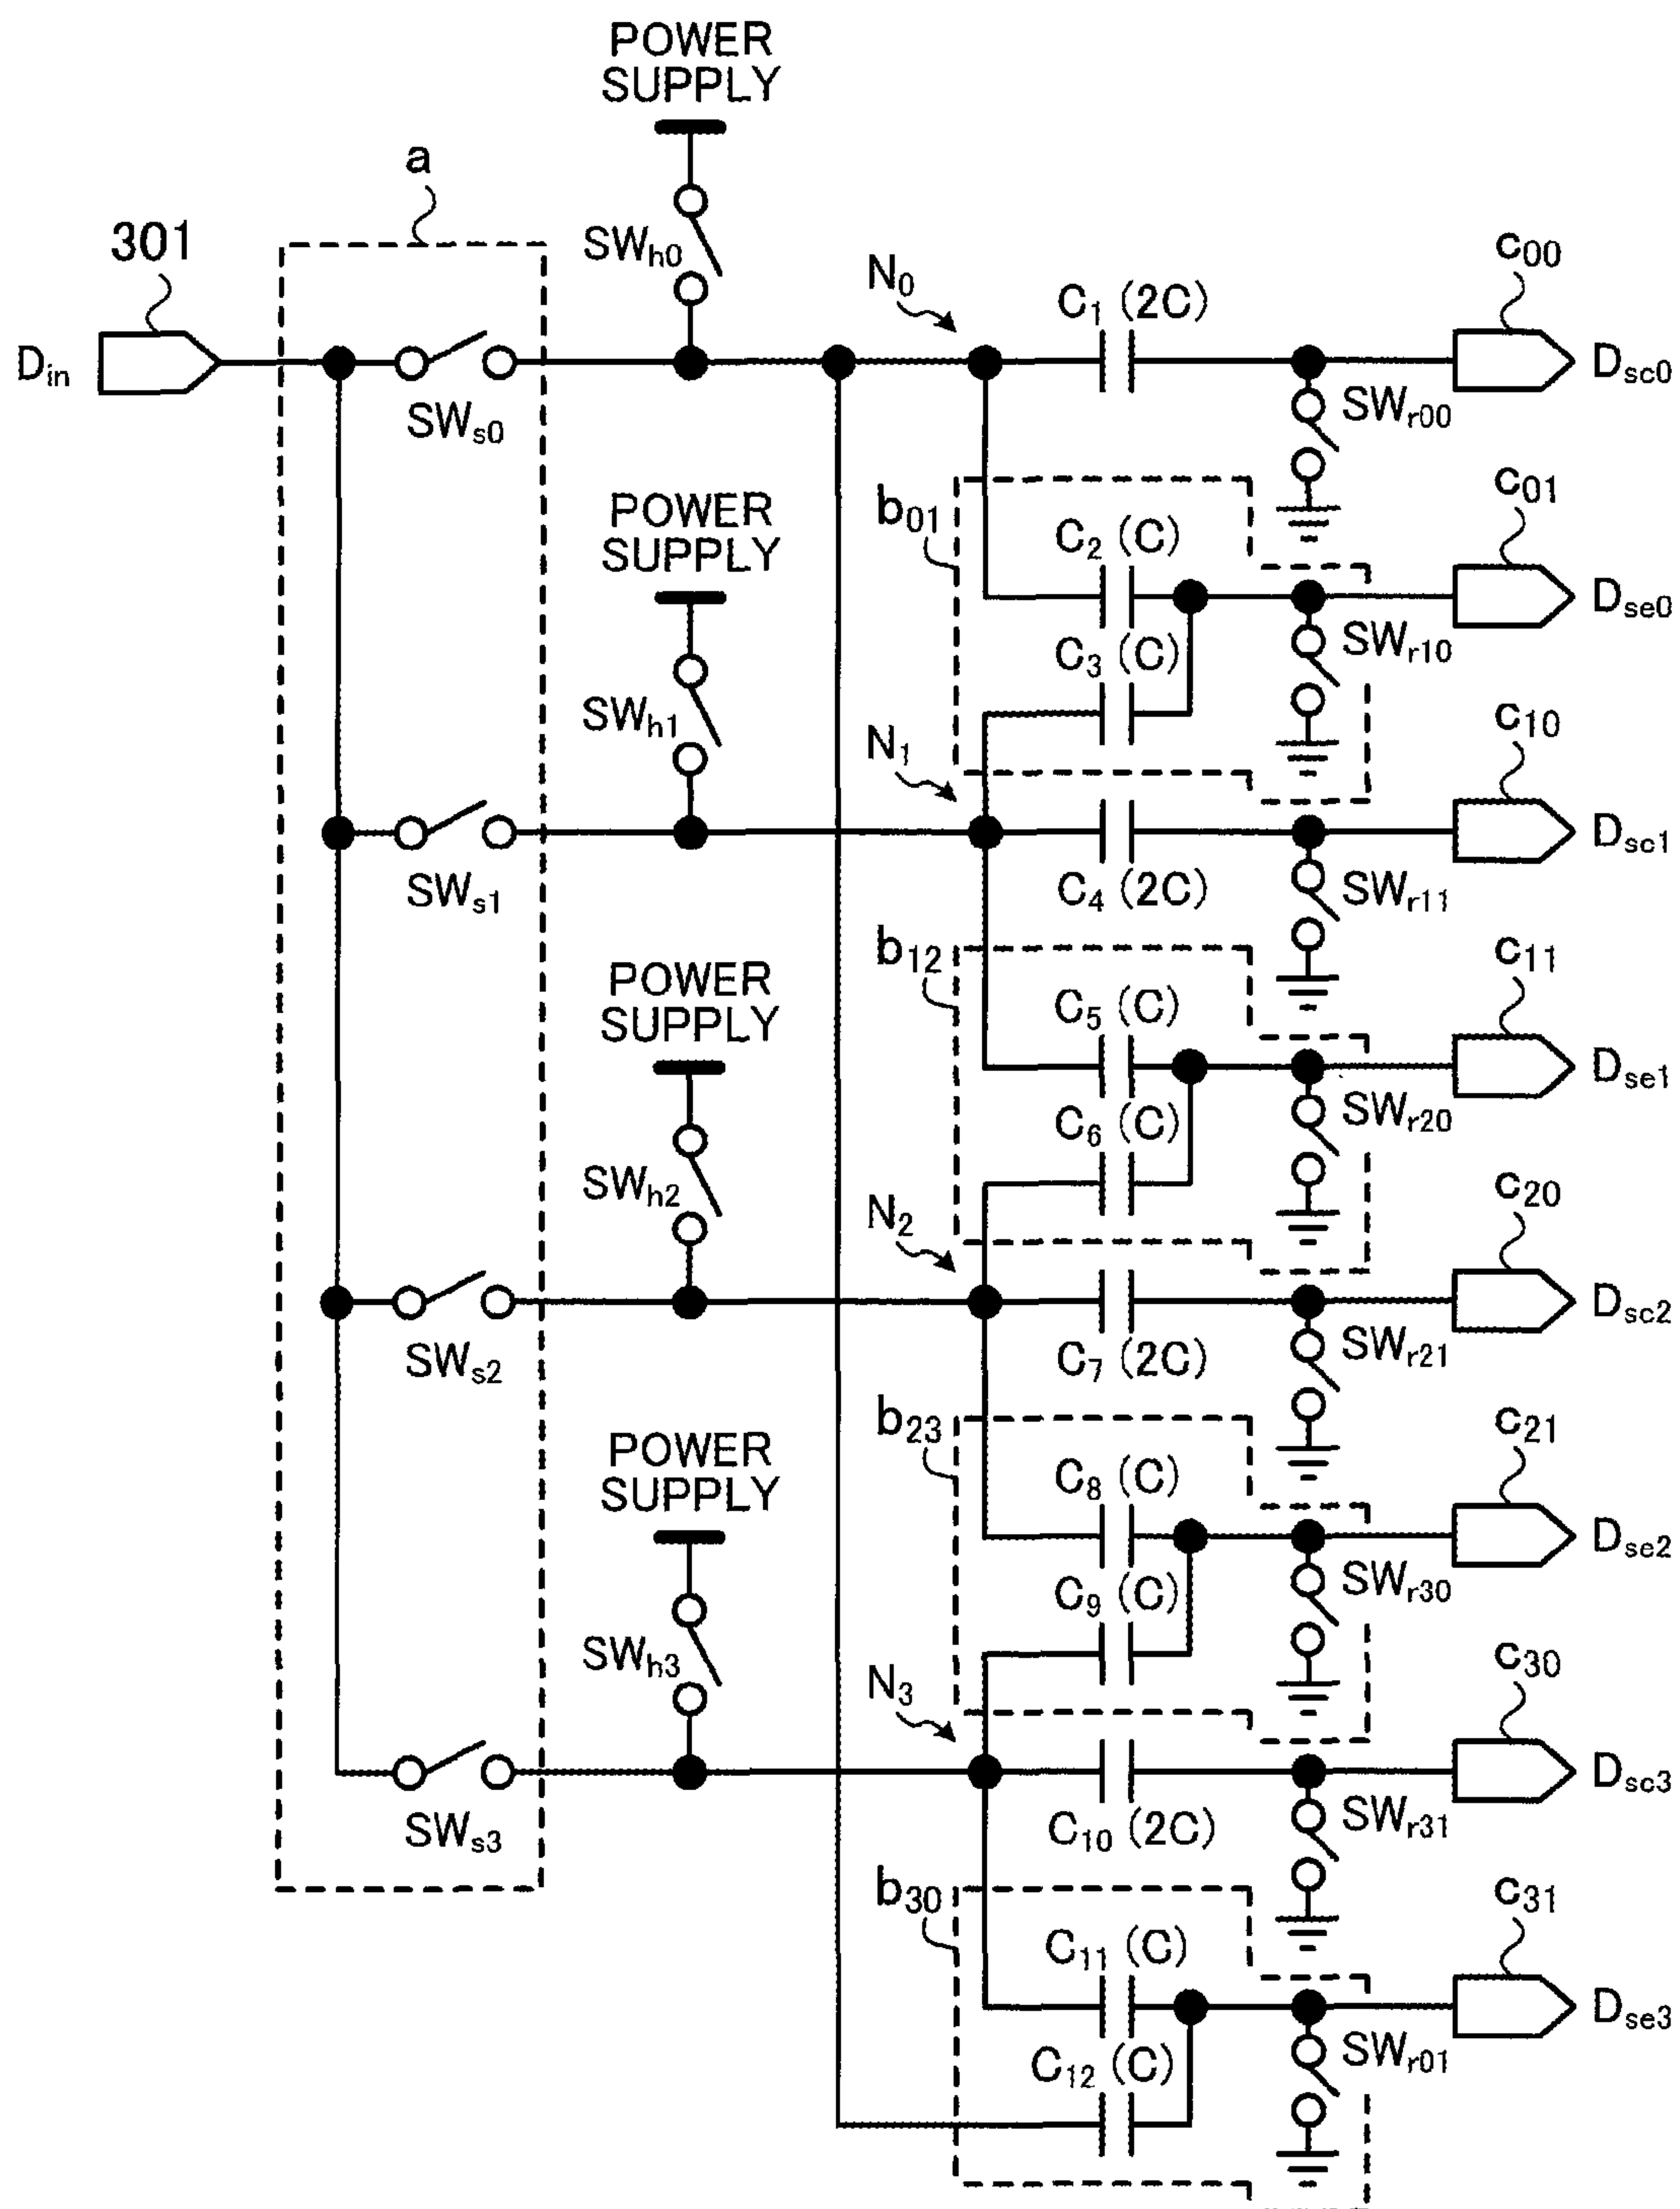 POWER
SUPPLY
a
301
SWh0
N0
C1 (2C)
c00
Din
SWs0
SWr00
Dsc0
POWER
SUPPLY
b01
C2 (C)
c01
C3 (C)
SWr10
Dse0
SWh1
N1
c10
SWs1
C4 (2C)
SWr11
Dsc1
POWER
SUPPLY
b12
C5 (C)
c11
C6 (C)
SWr20
Dse1
SWh2
N2
c20
SWs2
C7 (2C)
SWr21
Dsc2
POWER
SUPPLY
b23
C8 (C)
c21
C9 (C)
SWr30
Dse2
SWh3
N3
c30
SWs3
C10 (2C)
SWr31
Dsc3
b30
C11 (C)
c31
C12 (C)
SWr01
Dse3